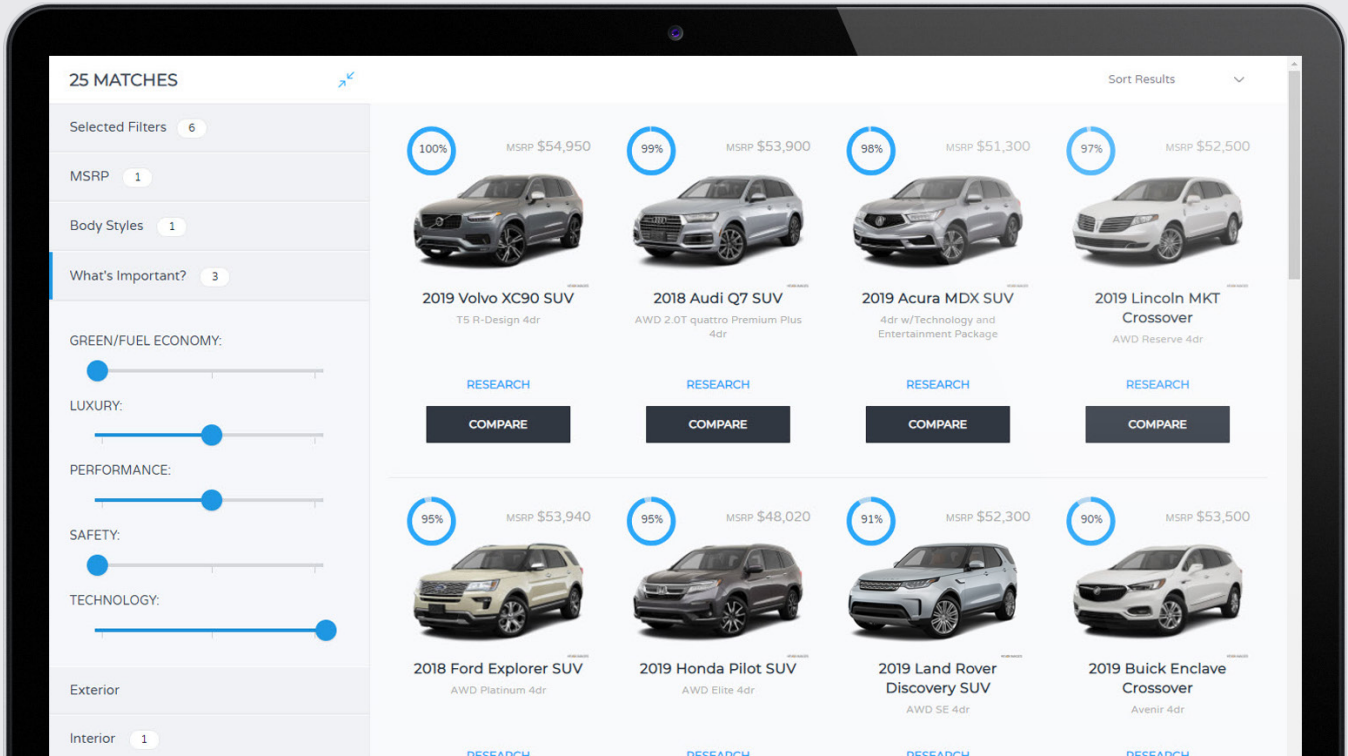 25 MATCHES
Sort Results
Selected Filters 6
MSRP 1
Body Styles 1
What's Important? 3
GREEN/FUEL ECONOMY:
LUXURY:
PERFORMANCE:
SAFETY:
TECHNOLOGY:
Exterior
Interior 1
100% MSRP $54,950
2019 Volvo XC90 SUV
T5 R-Design 4dr
RESEARCH
COMPARE
99% MSRP $53,900
2018 Audi Q7 SUV
AWD 2.0T quattro Premium Plus
4dr
RESEARCH
COMPARE
98% MSRP $51,300
2019 Acura MDX SUV
4dr w/Technology and
Entertainment Package
RESEARCH
COMPARE
97% MSRP $52,500
2019 Lincoln MKT
Crossover
AWD Reserve 4dr
RESEARCH
COMPARE
95% MSRP $53,940
2018 Ford Explorer SUV
AWD Platinum 4dr
RESEARCH
95% MSRP $48,020
2019 Honda Pilot SUV
AWD Elite 4dr
RESEARCH
91% MSRP $52,300
2019 Land Rover
Discovery SUV
AWD SE 4dr
RESEARCH
90% MSRP $53,500
2019 Buick Enclave
Crossover
Avenir 4dr
RESEARCH